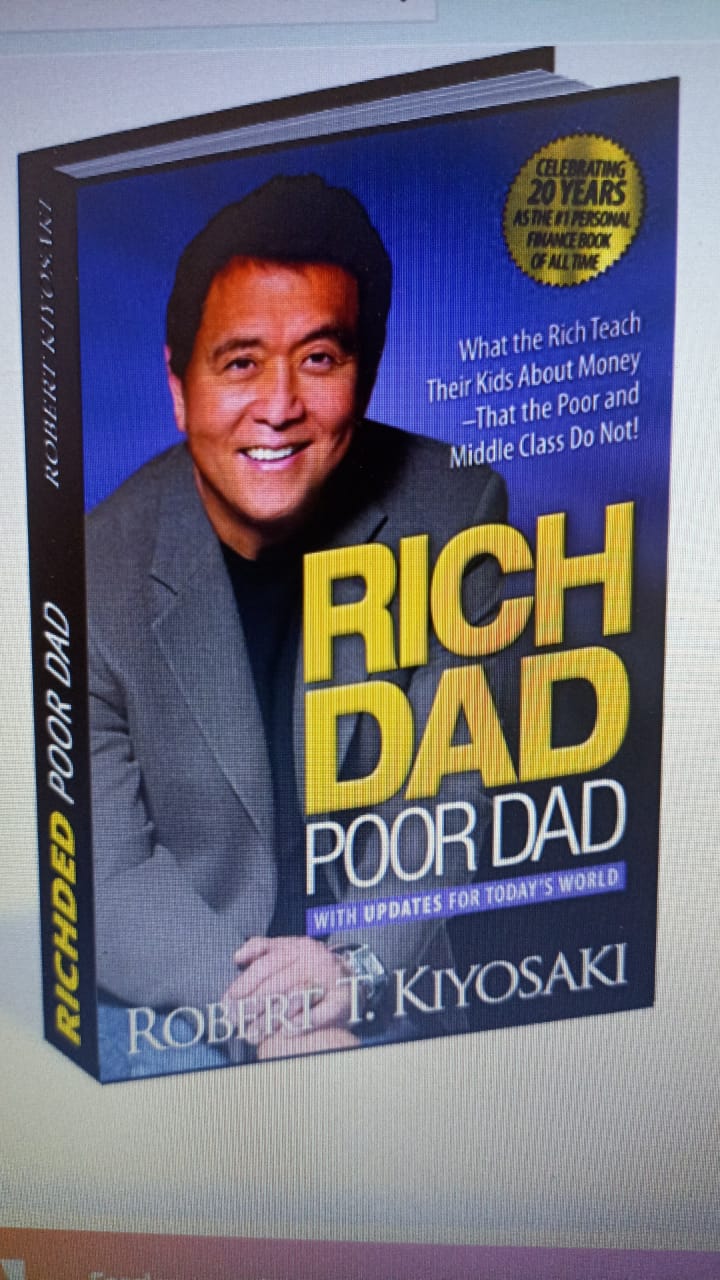 ROBERT KIYOSAKI
RICHDED POOR DAD
CELEBRATING
20 YEARS
AS THE #1 PERSONAL
FINANCE BOOK
OF ALL TIME
What the Rich Teach
Their Kids About Money
–That the Poor and
Middle Class Do Not!
RICH
DAD
POOR DAD
WITH UPDATES FOR TODAY'S WORLD
ROBERT T. KIYOSAKI